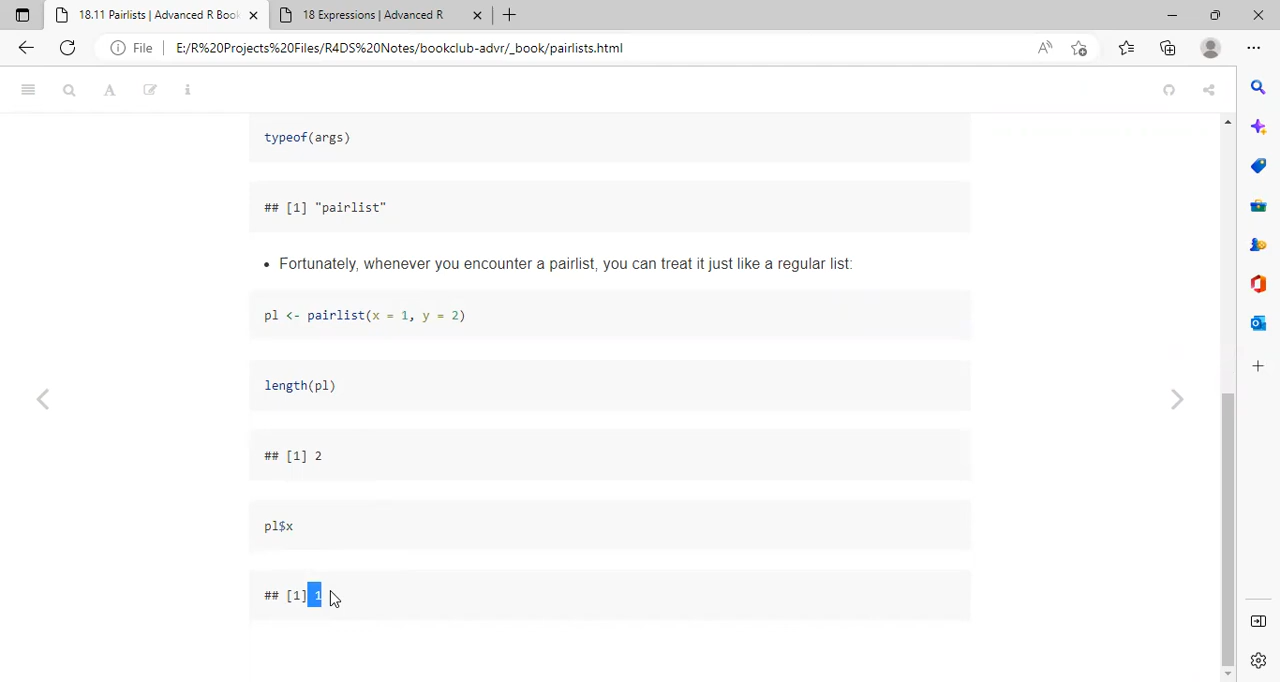 18.11 Pairlists | Advanced R Boo
18 Expressions | Advanced R
File
E:/R%20Projects%20Files/R4DS%20Notes/bookclub-advr/_book/pairlists.html
typeof(args)
## [1] "pairlist"
• Fortunately, whenever you encounter a pairlist, you can treat it just like a regular list:
pl <- pairlist(x = 1, y = 2)
length(pl)
## [1] 2
pl$x
## [1] 1